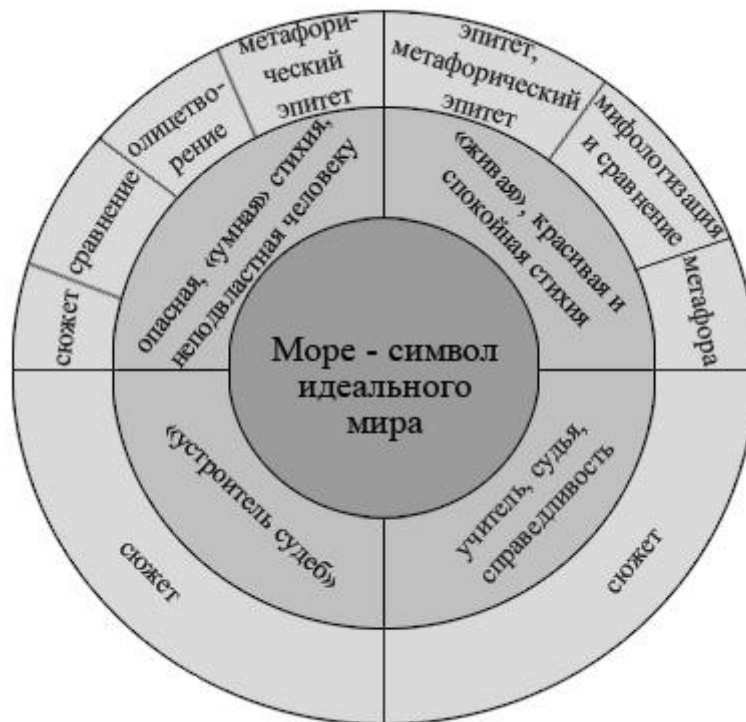 метафори-
ческий
эпитет
эпитет,
метафорический
эпитет
олицетво-
рение
мифологизация
и сравнение
сравнение
опасная, «умная» стихия,
неподвластная человеку
«живая», красивая и
спокойная стихия
сюжет
метафора
Море - символ
идеального
мира
«устроитель судеб»
учитель, судья,
справедливость
сюжет
сюжет